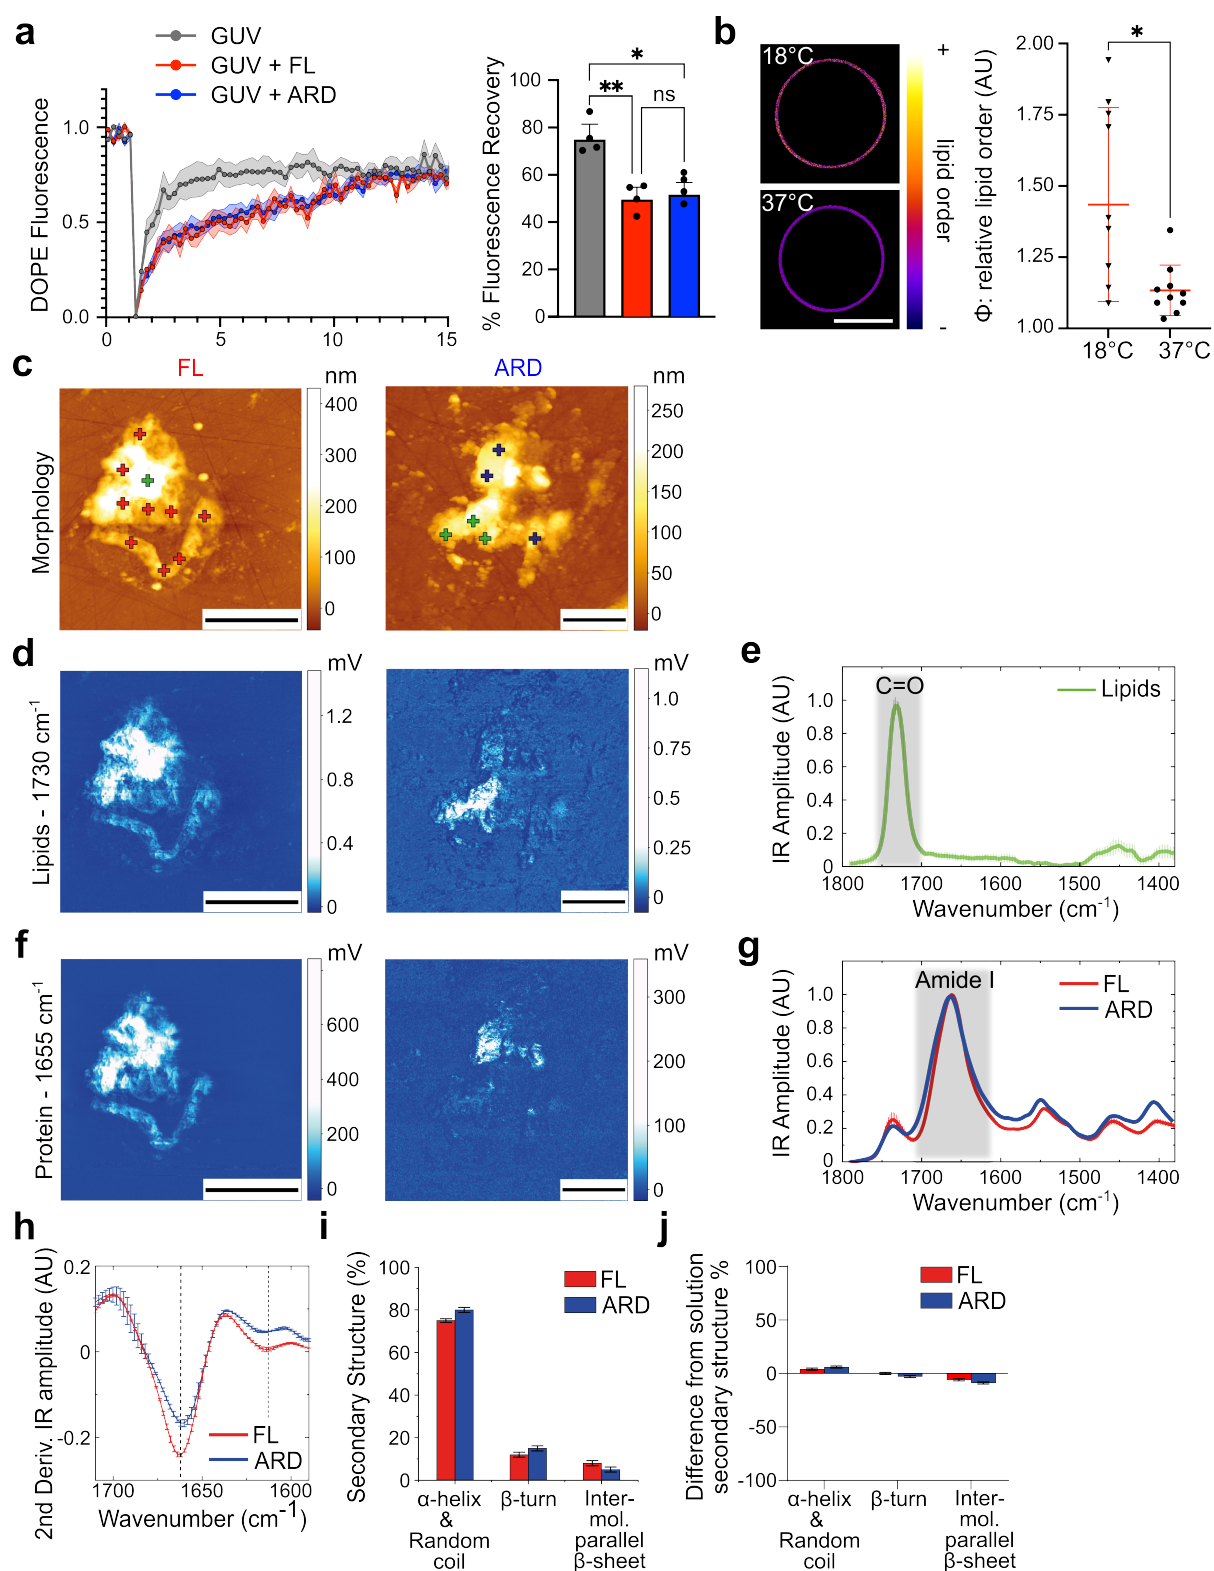 a
GUV
GUV + FL
GUV + ARD
DOPE Fluorescence
1.0
0.5
0.0
0
5
10
15
% Fluorescence Recovery
100
80
60
40
20
0
*
**
ns
b
18°C
37°C
+
lipid order
-
Φ: relative lipid order (AU)
2.00
1.75
1.50
1.25
1.00
*
18°C
37°C
c
FL
ARD
Morphology
nm
400
300
200
100
0
nm
250
200
150
100
50
0
d
Lipids - 1730 cm⁻¹
mV
1.2
0.8
0.4
0
mV
1.0
0.75
0.5
0.25
0
e
C=O
Lipids
IR Amplitude (AU)
1.0
0.8
0.6
0.4
0.2
0
1800
1700
1600
1500
1400
Wavenumber (cm⁻¹)
f
Protein - 1655 cm⁻¹
mV
600
400
200
0
mV
300
200
100
0
g
Amide I
FL
ARD
IR Amplitude (AU)
1.0
0.8
0.6
0.4
0.2
0
1800
1700
1600
1500
1400
Wavenumber (cm⁻¹)
h
2nd Deriv. IR amplitude (AU)
0.2
0
-0.2
FL
ARD
1700
1650
1600
Wavenumber (cm⁻¹)
i
Secondary Structure (%)
100
80
60
40
20
0
FL
ARD
α-helix
&
Random
coil
β-turn
Inter-
mol.
parallel
β-sheet
j
Difference from solution
secondary structure %
100
50
0
-50
-100
FL
ARD
α-helix
&
Random
coil
β-turn
Inter-
mol.
parallel
β-sheet